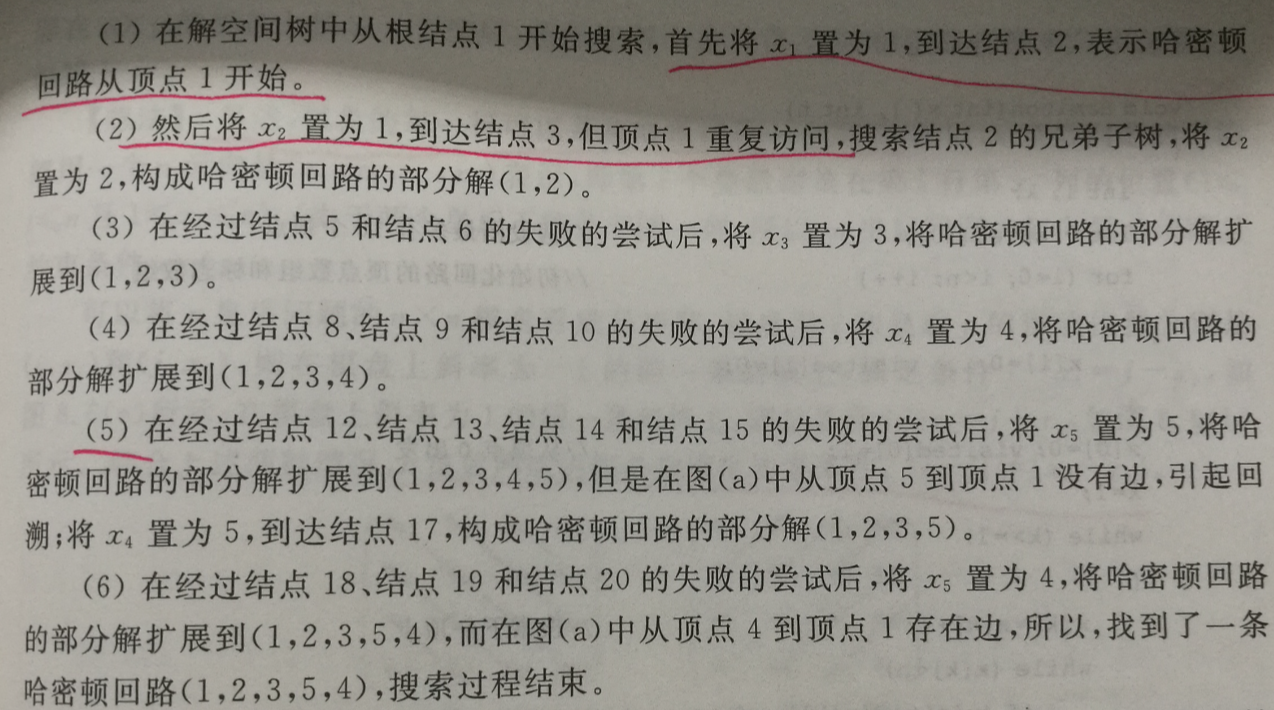 (1) 在解空间树中从根结点 1 开始搜索,首先将 x₁ 置为 1,到达结点 2,表示哈密顿
回路从顶点 1 开始。
(2) 然后将 x₂ 置为 1,到达结点 3,但顶点 1 重复访问,搜索结点 2 的兄弟子树,将 x₂
置为 2,构成哈密顿回路的部分解(1,2)。
(3) 在经过结点 5 和结点 6 的失败的尝试后,将 x₃ 置为 3,将哈密顿回路的部分解扩
展到(1,2,3)。
(4) 在经过结点 8、结点 9 和结点 10 的失败的尝试后,将 x₄ 置为 4,将哈密顿回路的
部分解扩展到(1,2,3,4)。
(5) 在经过结点 12、结点 13、结点 14 和结点 15 的失败的尝试后,将 x₅ 置为 5,将哈
密顿回路的部分解扩展到(1,2,3,4,5),但是在图(a)中从顶点 5 到顶点 1 没有边,引起回
溯;将 x₄ 置为 5,到达结点 17,构成哈密顿回路的部分解(1,2,3,5)。
(6) 在经过结点 18、结点 19 和结点 20 的失败的尝试后,将 x₅ 置为 4,将哈密顿回路
的部分解扩展到(1,2,3,5,4),而在图(a)中从顶点 4 到顶点 1 存在边,所以,找到了一条
哈密顿回路(1,2,3,5,4),搜索过程结束。